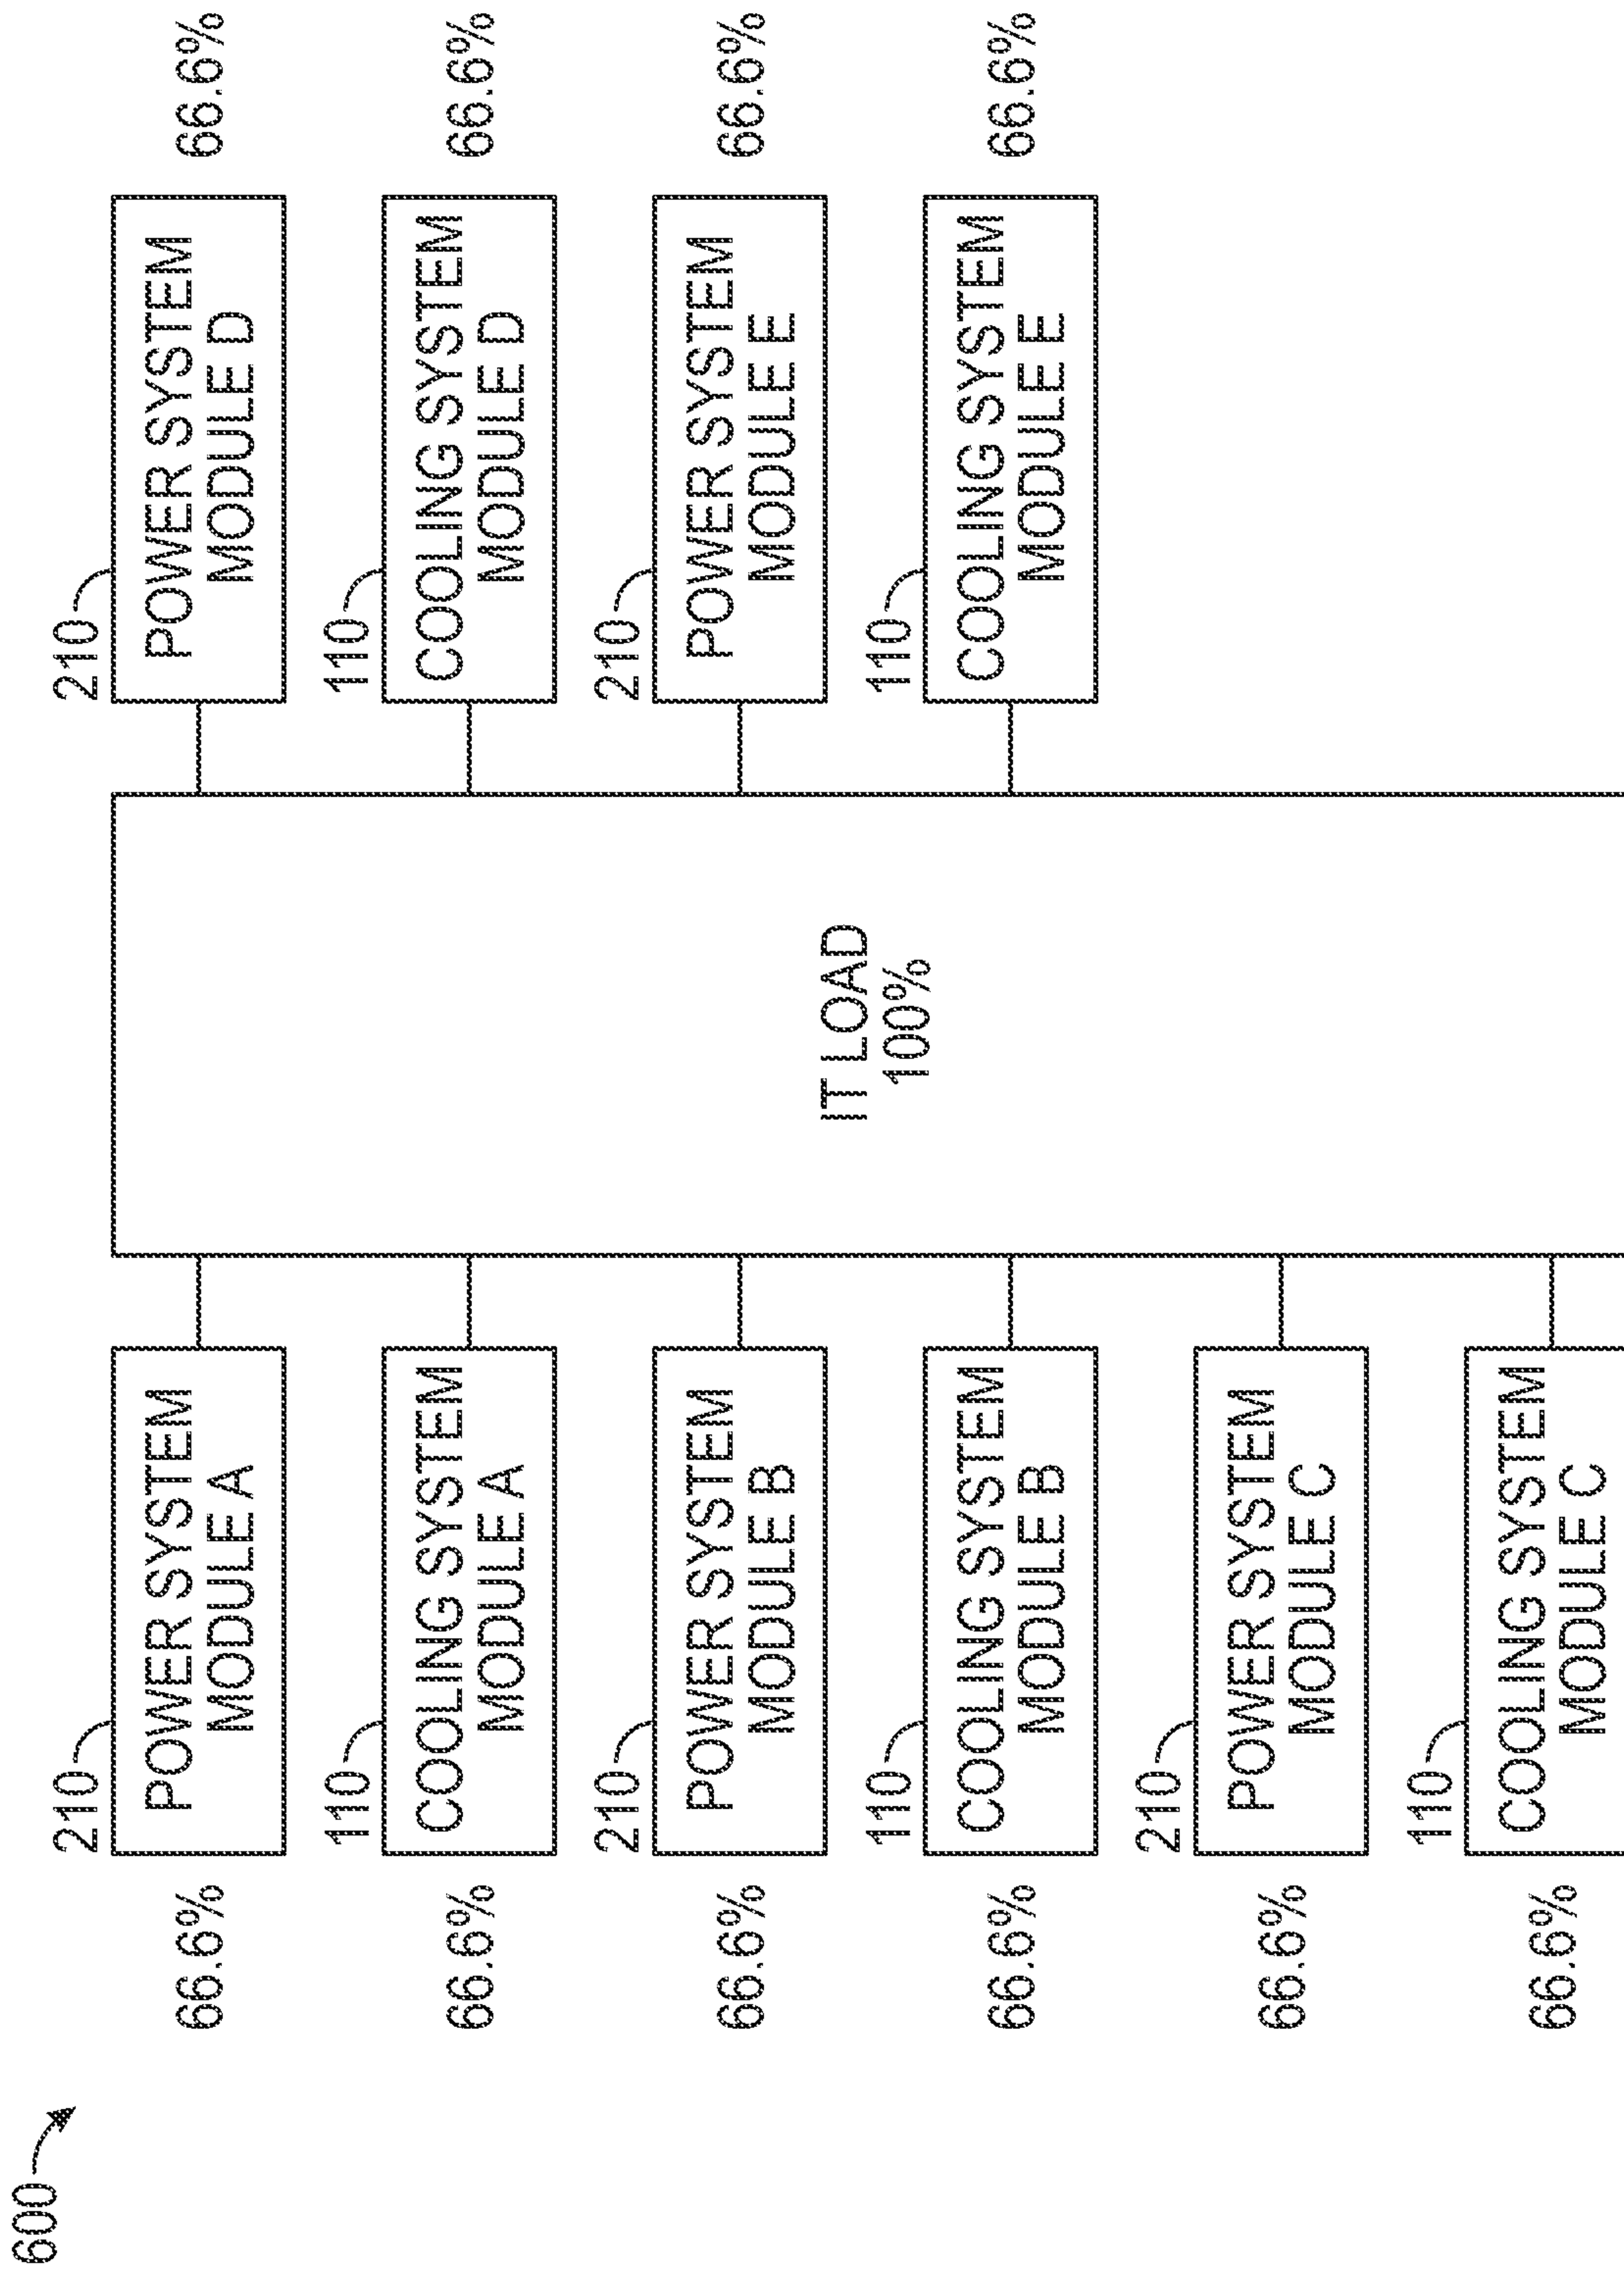 600
210
POWER SYSTEM
MODULE A
66.6%
110
COOLING SYSTEM
MODULE A
66.6%
210
POWER SYSTEM
MODULE B
66.6%
110
COOLING SYSTEM
MODULE B
66.6%
210
POWER SYSTEM
MODULE C
66.6%
110
COOLING SYSTEM
MODULE C
66.6%
IT LOAD
100%
210
POWER SYSTEM
MODULE D
66.6%
110
COOLING SYSTEM
MODULE D
66.6%
210
POWER SYSTEM
MODULE E
66.6%
110
COOLING SYSTEM
MODULE E
66.6%